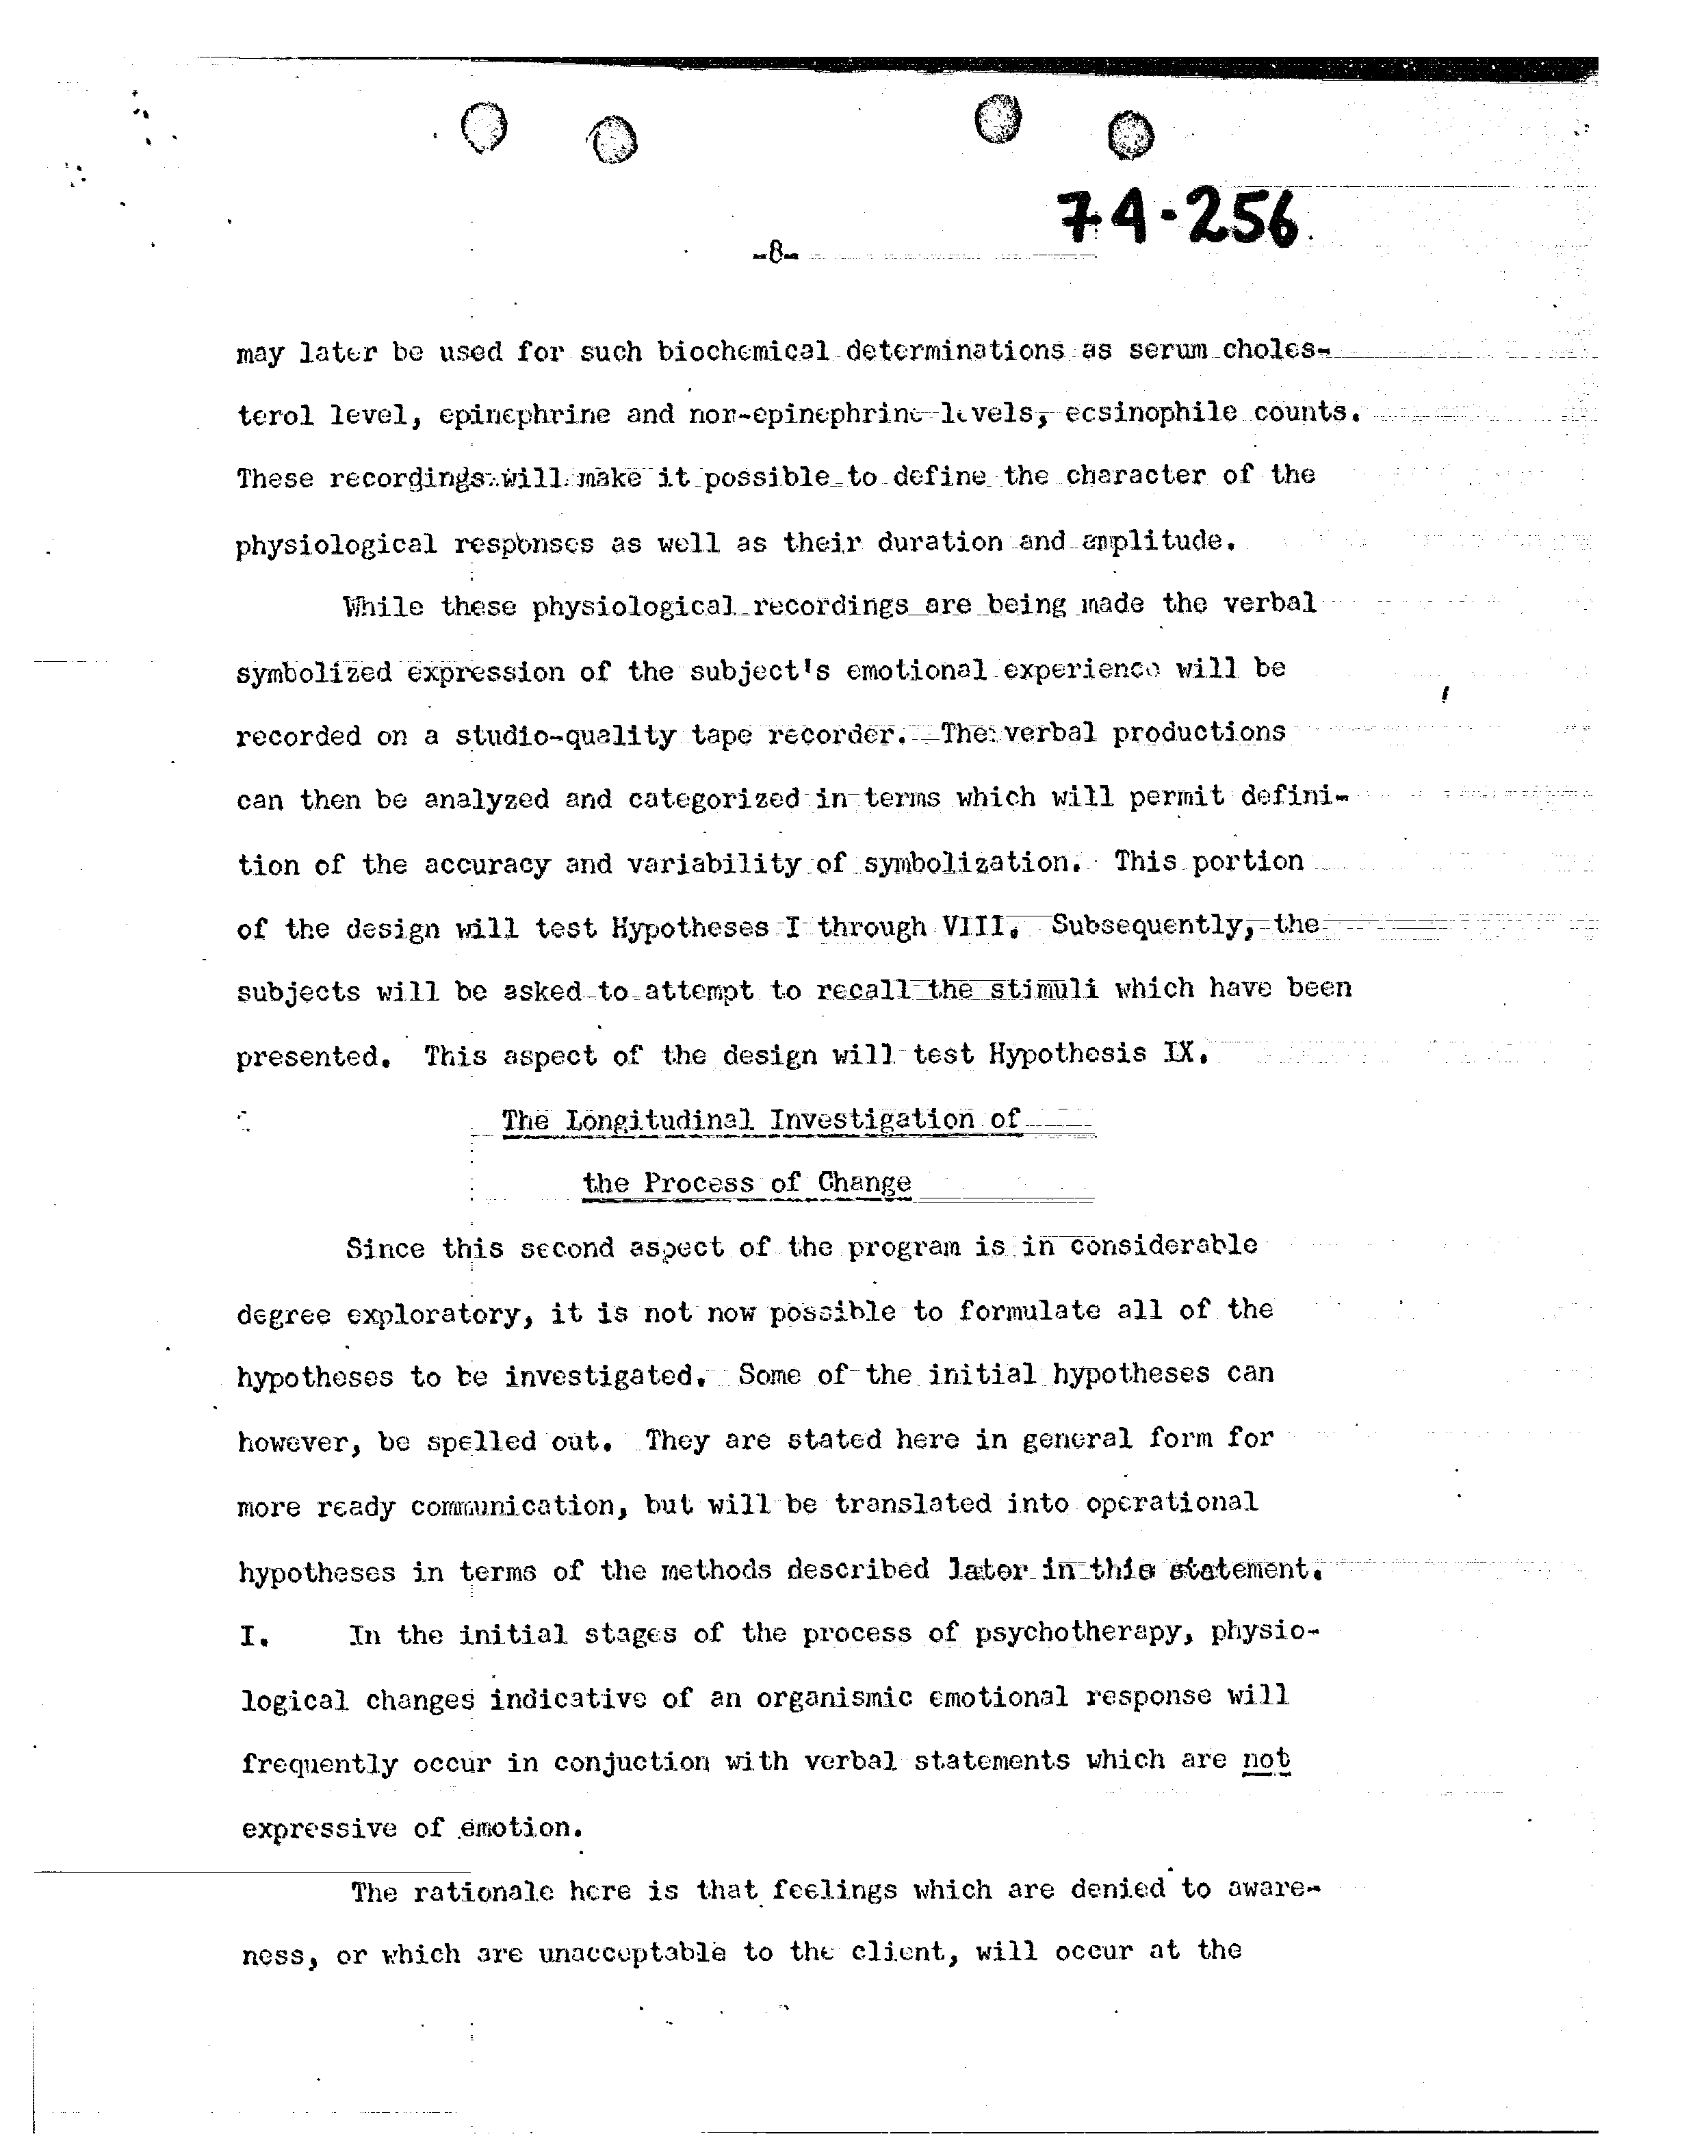 74-256
-8-
may later be used for such biochemical determinations as serum choles-
terol level, epinephrine and nor-epinephrine levels, ecsinophile counts.
These recordings will make it possible to define the character of the
physiological responses as well as their duration and amplitude.
While these physiological recordings are being made the verbal
symbolized expression of the subject's emotional experience will be
recorded on a studio-quality tape recorder. The verbal productions
can then be analyzed and categorized in terms which will permit defini-
tion of the accuracy and variability of symbolization. This portion
of the design will test Hypotheses I through VIII. Subsequently, the
subjects will be asked to attempt to recall the stimuli which have been
presented. This aspect of the design will test Hypothesis IX.
The Longitudinal Investigation of
the Process of Change
Since this second aspect of the program is in considerable
degree exploratory, it is not now possible to formulate all of the
hypotheses to be investigated. Some of the initial hypotheses can
however, be spelled out. They are stated here in general form for
more ready communication, but will be translated into operational
hypotheses in terms of the methods described later in this statement.
I. In the initial stages of the process of psychotherapy, physio-
logical changes indicative of an organismic emotional response will
frequently occur in conjuction with verbal statements which are not
expressive of emotion.
The rationale here is that feelings which are denied to aware-
ness, or which are unacceptable to the client, will occur at the